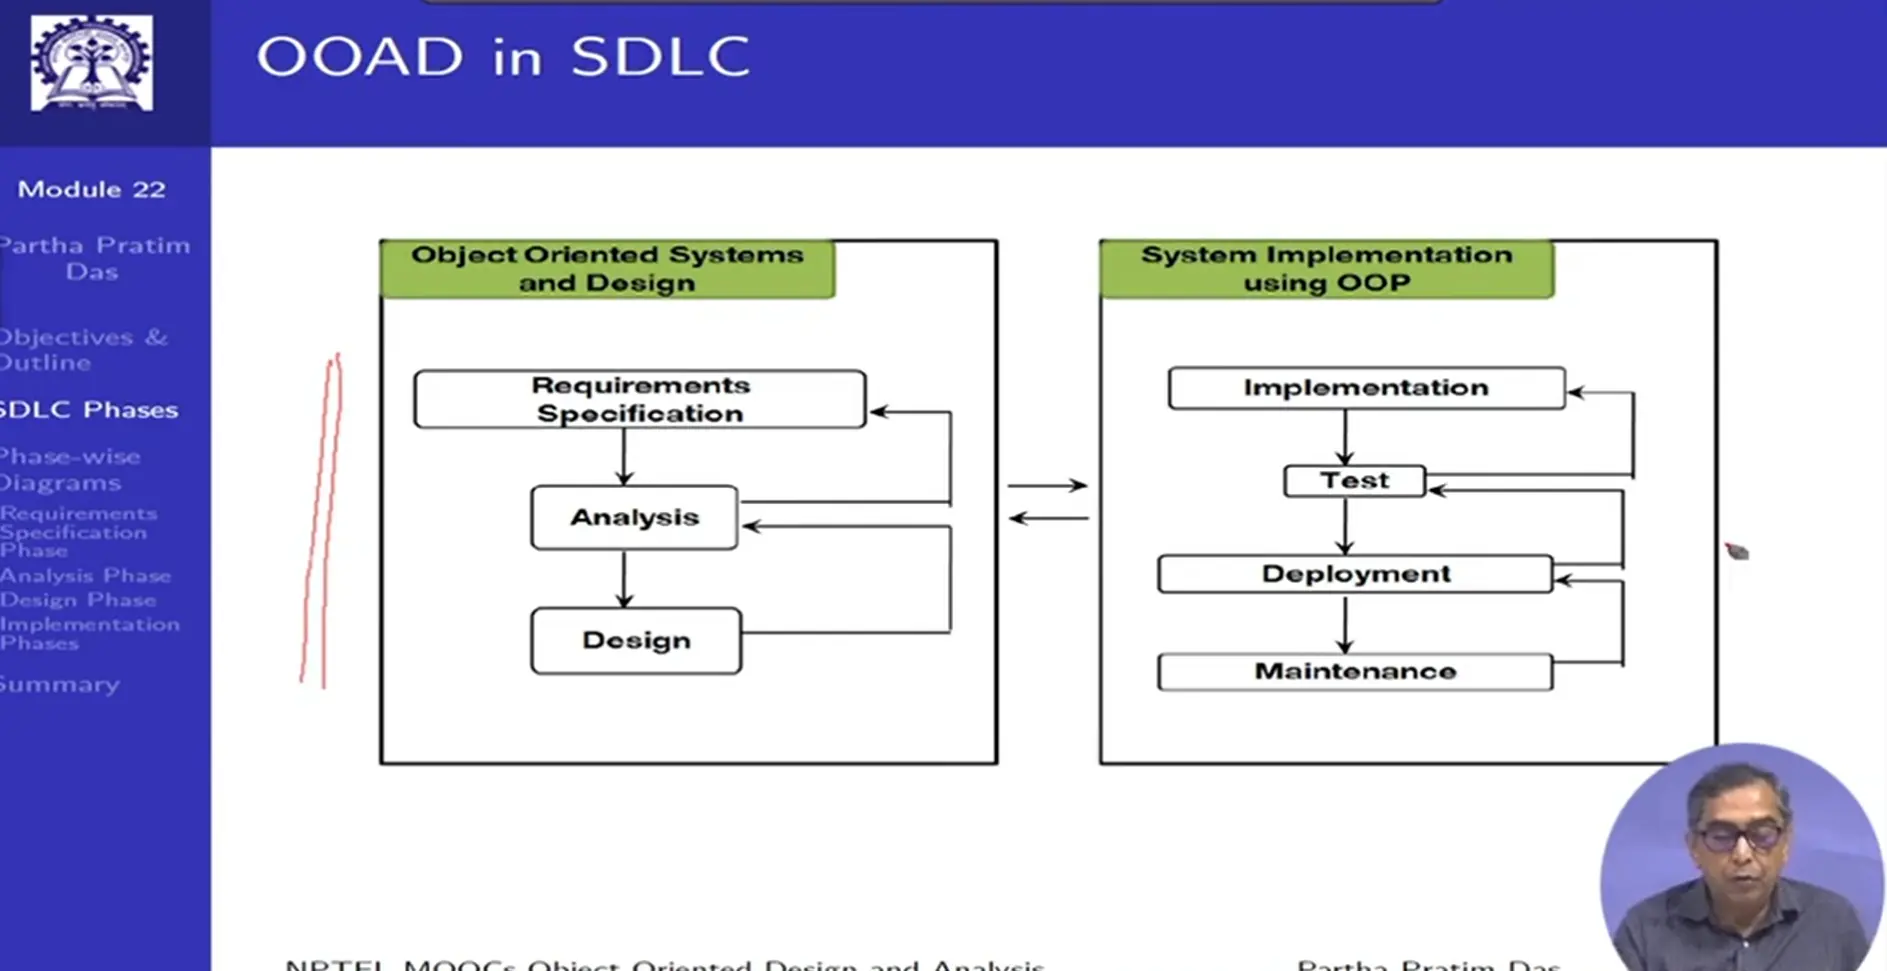 OOAD in SDLC
Module 22
Partha Pratim
Das
Objectives &
Outline
SDLC Phases
Phase-wise
Diagrams
Requirements
Specification
Phase
Analysis Phase
Design Phase
Implementation
Phases
Summary
Object Oriented Systems
and Design
Requirements
Specification
Analysis
Design
System Implementation
using OOP
Implementation
Test
Deployment
Maintenance
NPTEL MOOCs Object Oriented Design and Analysis
Partha Pratim Das